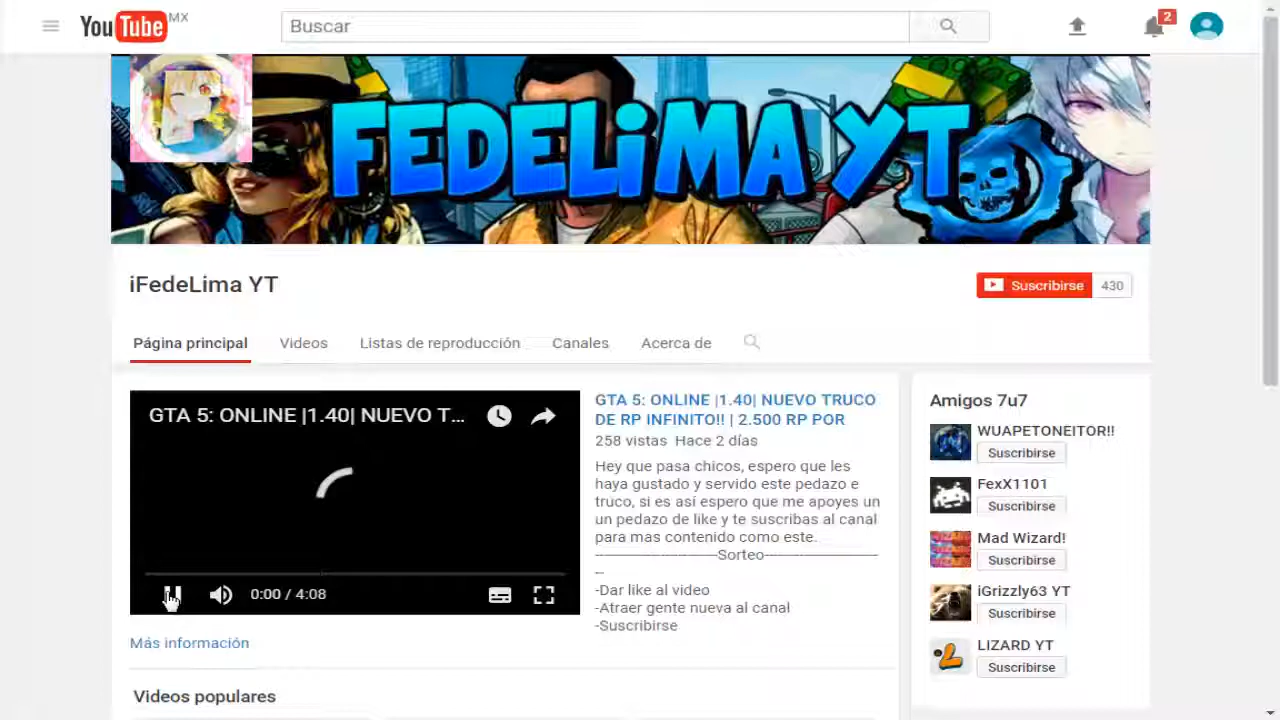 YouTube MX
Buscar
2
FEDELiMA YT
iFedeLima YT
Suscribirse 430
Página principal Videos Listas de reproducción Canales Acerca de
GTA 5: ONLINE |1.40| NUEVO T...
0:00 / 4:08
Más información
GTA 5: ONLINE |1.40| NUEVO TRUCO
DE RP INFINITO!! | 2.500 RP POR
258 vistas Hace 2 días
Hey que pasa chicos, espero que les
haya gustado y servido este pedazo e
truco, si es así espero que me apoyes un
un pedazo de like y te suscribas al canal
para mas contenido como este.
-----------------------------Sorteo---------------------------
--
-Dar like al video
-Atraer gente nueva al canal
-Suscribirse
Amigos 7u7
WUAPETONEITOR!!
Suscribirse
FexX1101
Suscribirse
Mad Wizard!
Suscribirse
iGrizzly63 YT
Suscribirse
LIZARD YT
Suscribirse
Videos populares